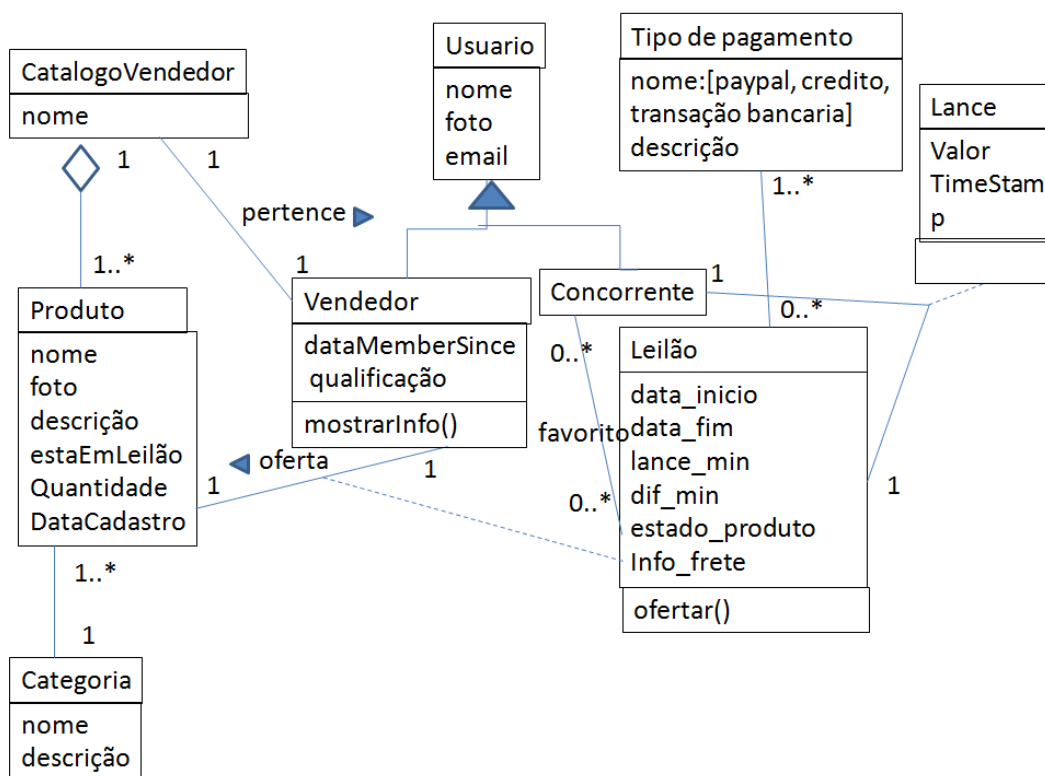 CatalogoVendedor
nome
1
1
pertence
1..*
1
Usuario
nome
foto
email
Tipo de pagamento
nome:[paypal, credito,
transação bancaria]
descrição
1..*
0..*
Lance
Valor
TimeStam
p
Produto
nome
foto
descrição
estaEmLeilão
Quantidade
DataCadastro
1
oferta
1
Vendedor
dataMemberSince
qualificação
mostrarInfo()
Concorrente
1
0..*
favorito
0..*
Leilão
data_inicio
data_fim
lance_min
dif_min
estado_produto
Info_frete
ofertar()
1
1..*
1
Categoria
nome
descrição